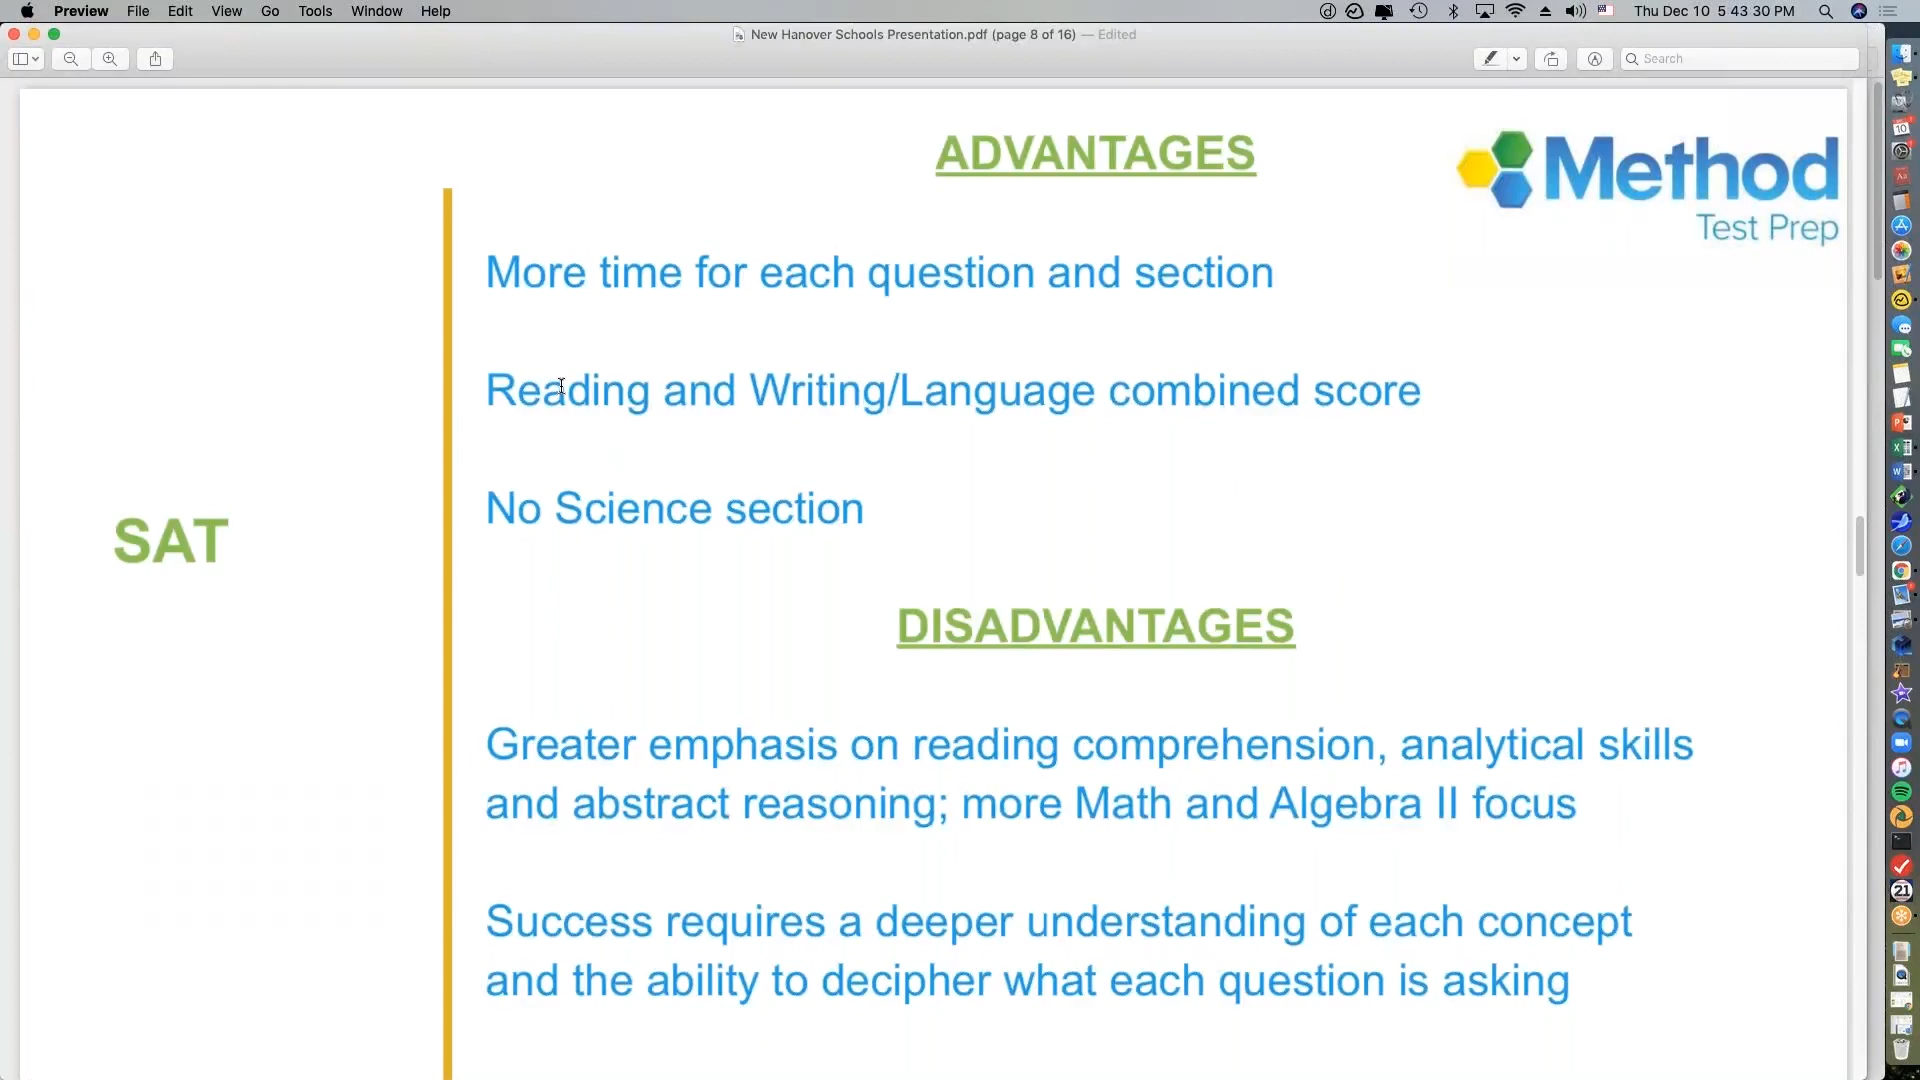 Preview File Edit View Go Tools Window Help
Thu Dec 10 5 43 30 PM
New Hanover Schools Presentation.pdf (page 8 of 16) — Edited
Search
ADVANTAGES
Method
Test Prep
More time for each question and section
Reading and Writing/Language combined score
No Science section
SAT
DISADVANTAGES
Greater emphasis on reading comprehension, analytical skills
and abstract reasoning; more Math and Algebra II focus
Success requires a deeper understanding of each concept
and the ability to decipher what each question is asking
10
21